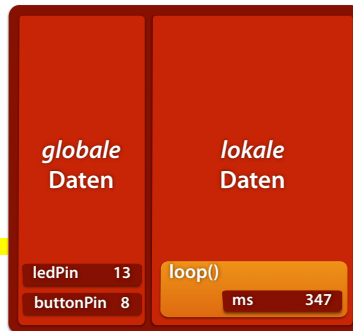 globale
Daten
ledPin 13
buttonPin 8
lokale
Daten
loop()
ms 347